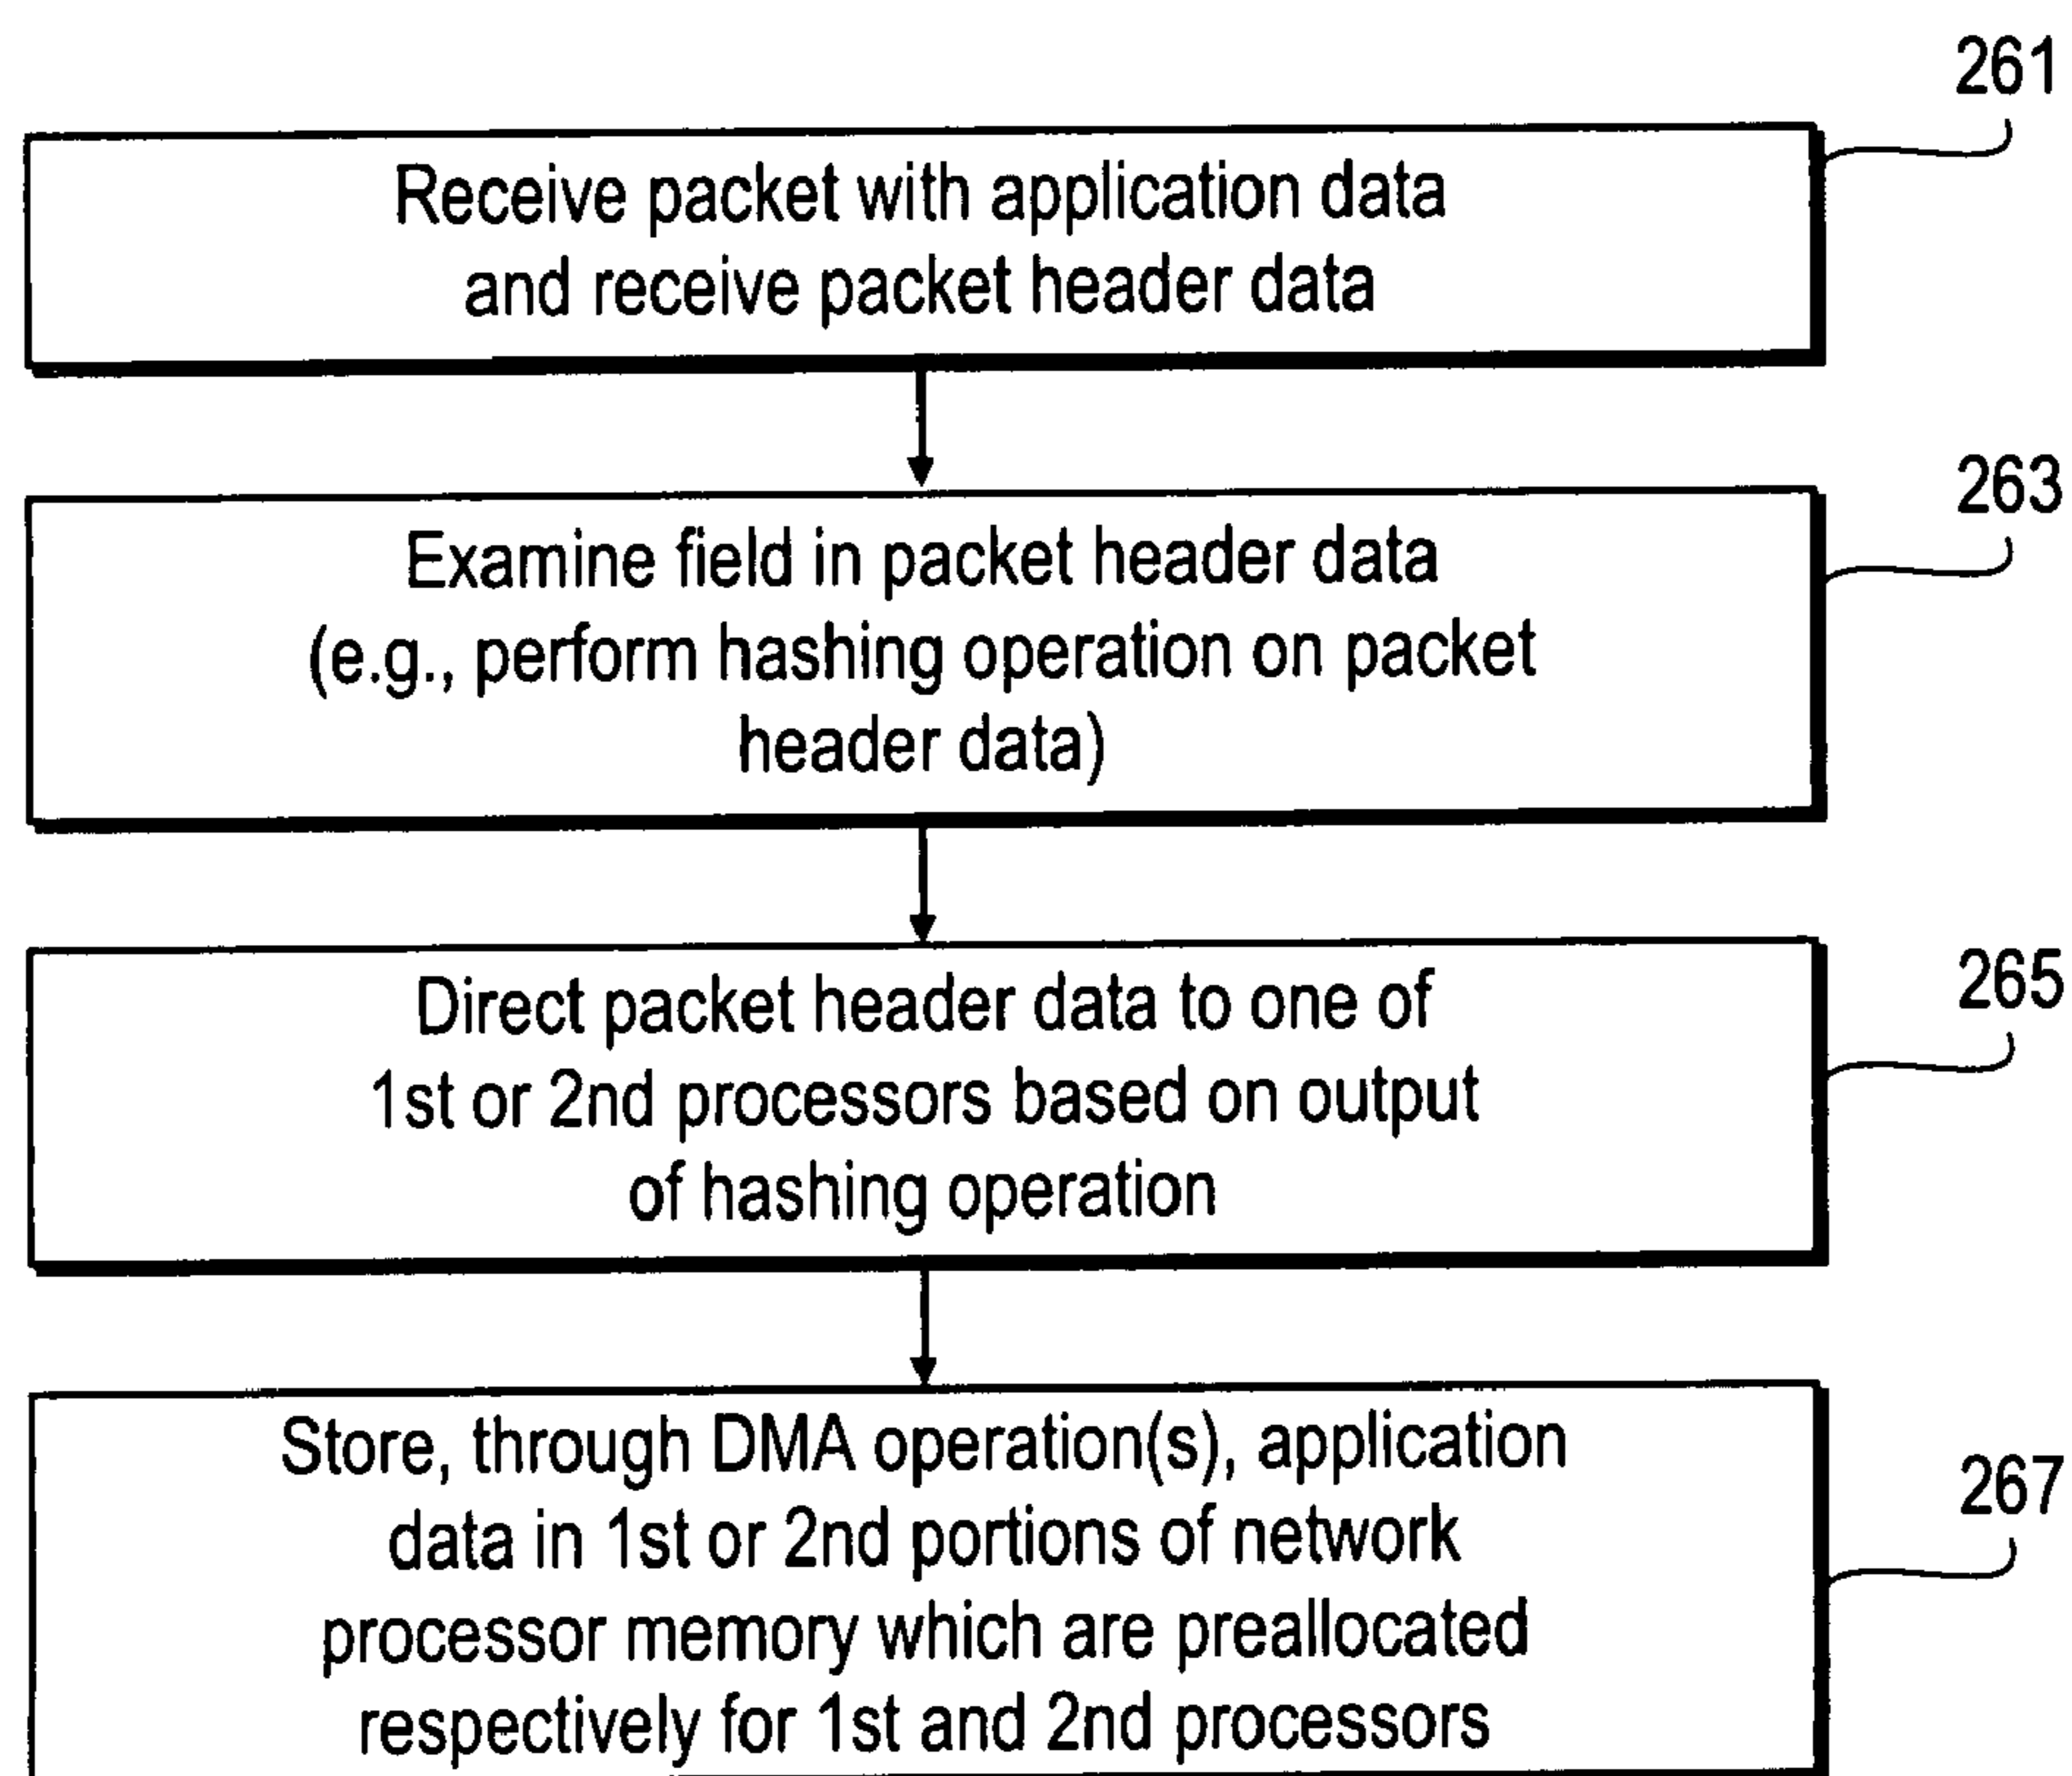 261
Receive packet with application data
and receive packet header data
263
Examine field in packet header data
(e.g., perform hashing operation on packet
header data)
265
Direct packet header data to one of
1st or 2nd processors based on output
of hashing operation
267
Store, through DMA operation(s), application
data in 1st or 2nd portions of network
processor memory which are preallocated
respectively for 1st and 2nd processors